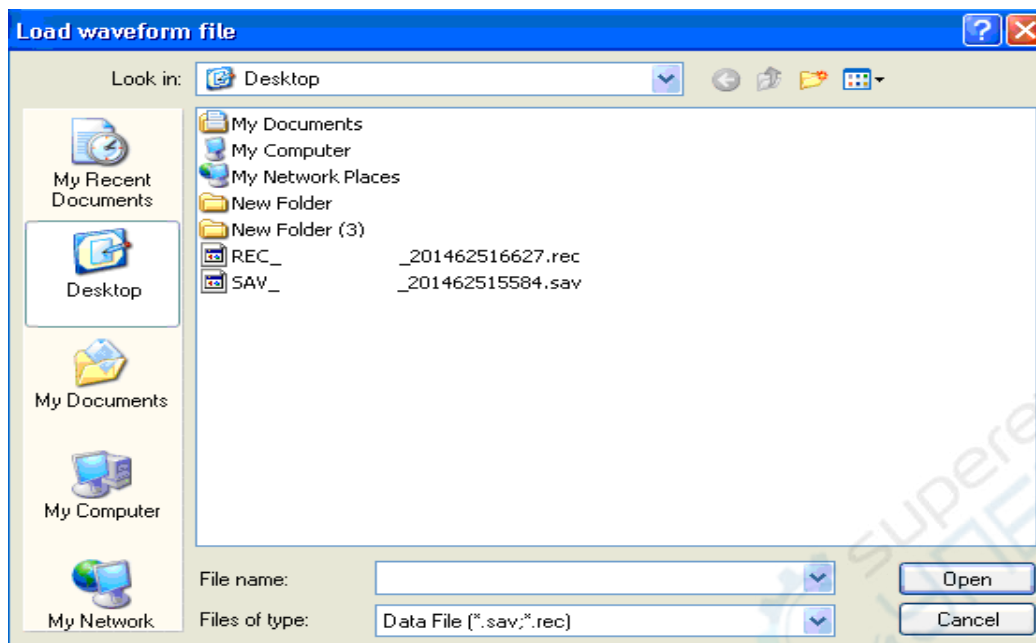 Load waveform file
Look in: Desktop
My Recent
Documents
Desktop
My Documents
My Computer
My Network
My Documents
My Computer
My Network Places
New Folder
New Folder (3)
REC_ _201462516627.rec
SAV_ _201462515584.sav
File name:
Open
Files of type: Data File (*.sav;*.rec)
Cancel